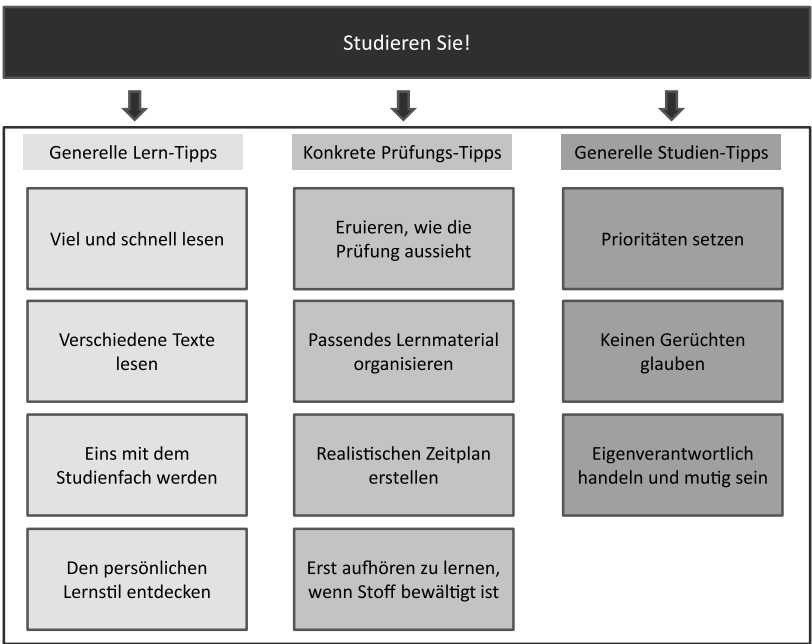 Studieren Sie!
Generelle Lern-Tipps
Viel und schnell lesen
Verschiedene Texte
lesen
Eins mit dem
Studienfach werden
Den persönlichen
Lernstil entdecken
Konkrete Prüfungs-Tipps
Eruieren, wie die
Prüfung aussieht
Passendes Lernmaterial
organisieren
Realistischen Zeitplan
erstellen
Erst aufhören zu lernen,
wenn Stoff bewältigt ist
Generelle Studien-Tipps
Prioritäten setzen
Keinen Gerüchten
glauben
Eigenverantwortlich
handeln und mutig sein